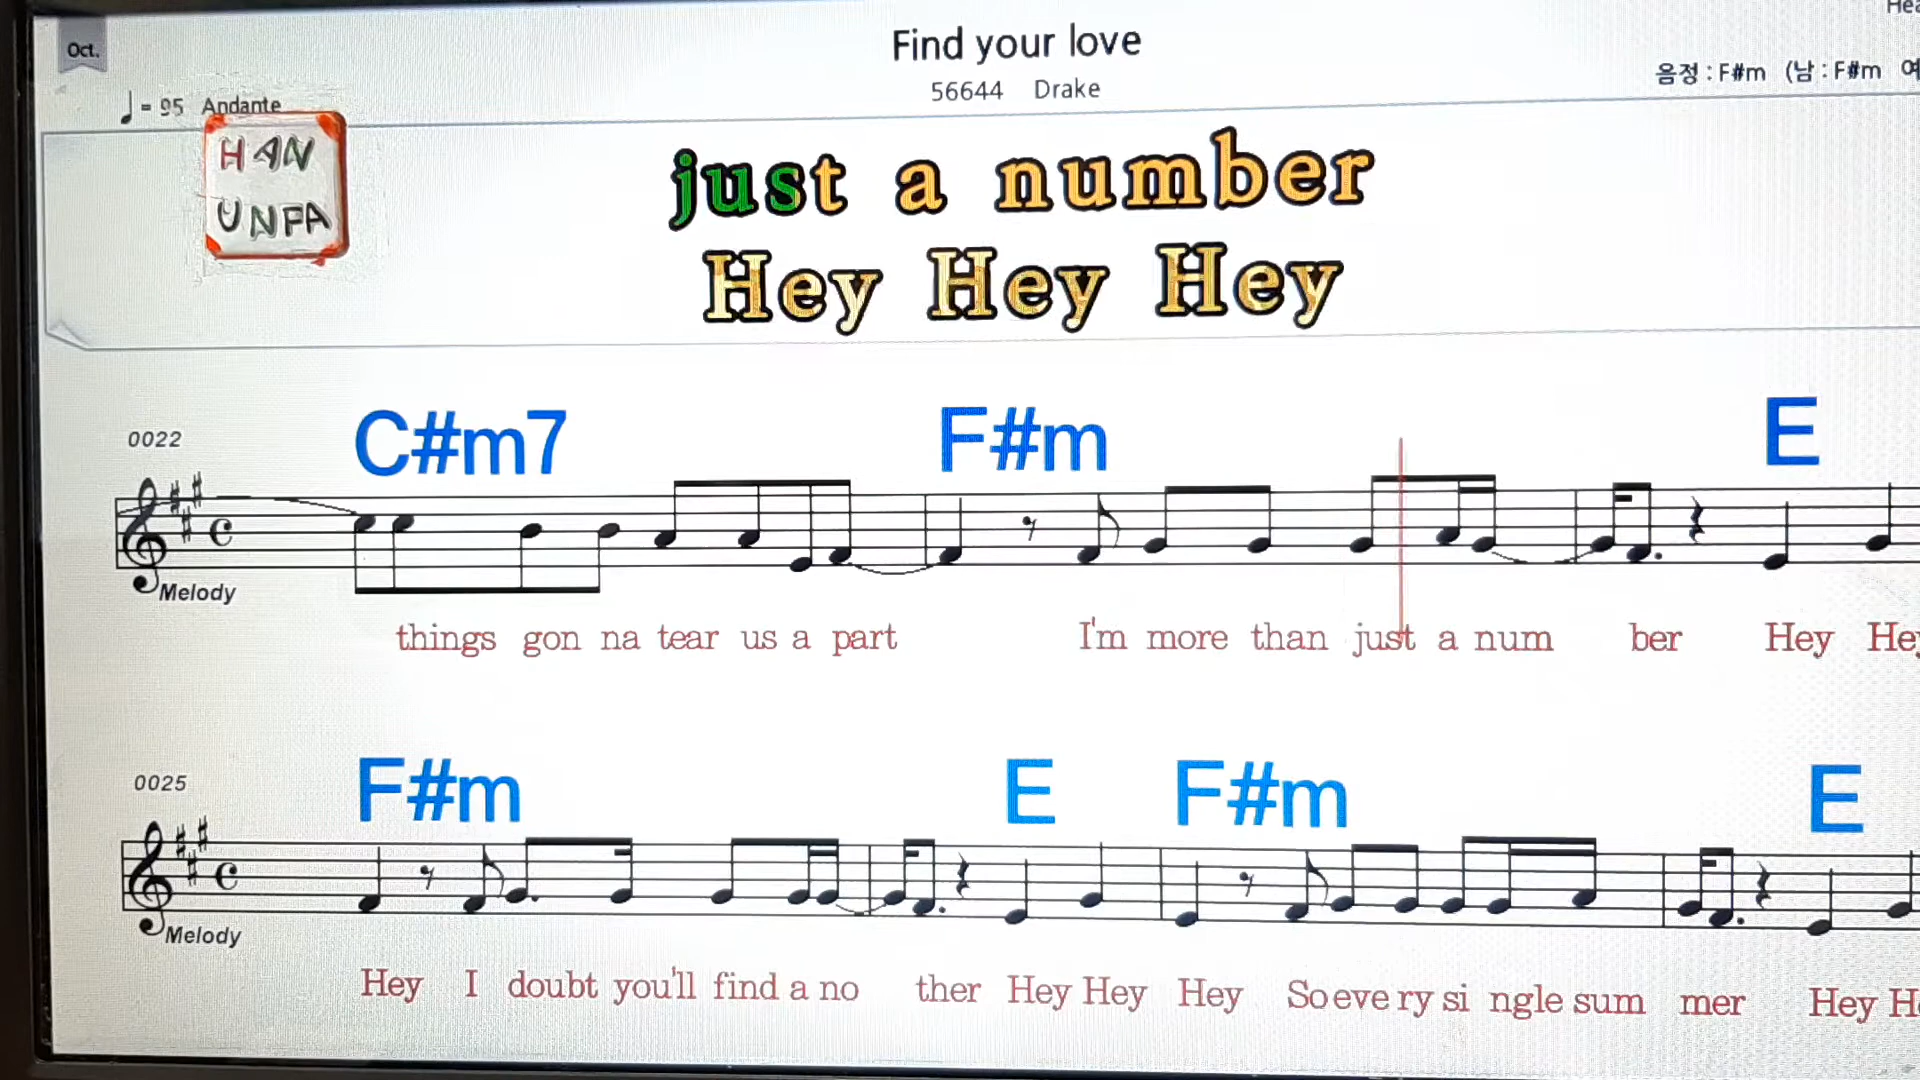 Oct.
Find your love
56644 Drake
= 95 Andante
음정 : F#m (남 : F#m
HAN
UNFA
just a number
Hey Hey Hey
0022
C#m7 F#m E
Melody
things gon na tear us a part I'm more than just a num ber Hey
0025
F#m E F#m E
Melody
Hey I doubt you'll find a no ther Hey Hey Hey So eve ry si ngle sum mer Hey